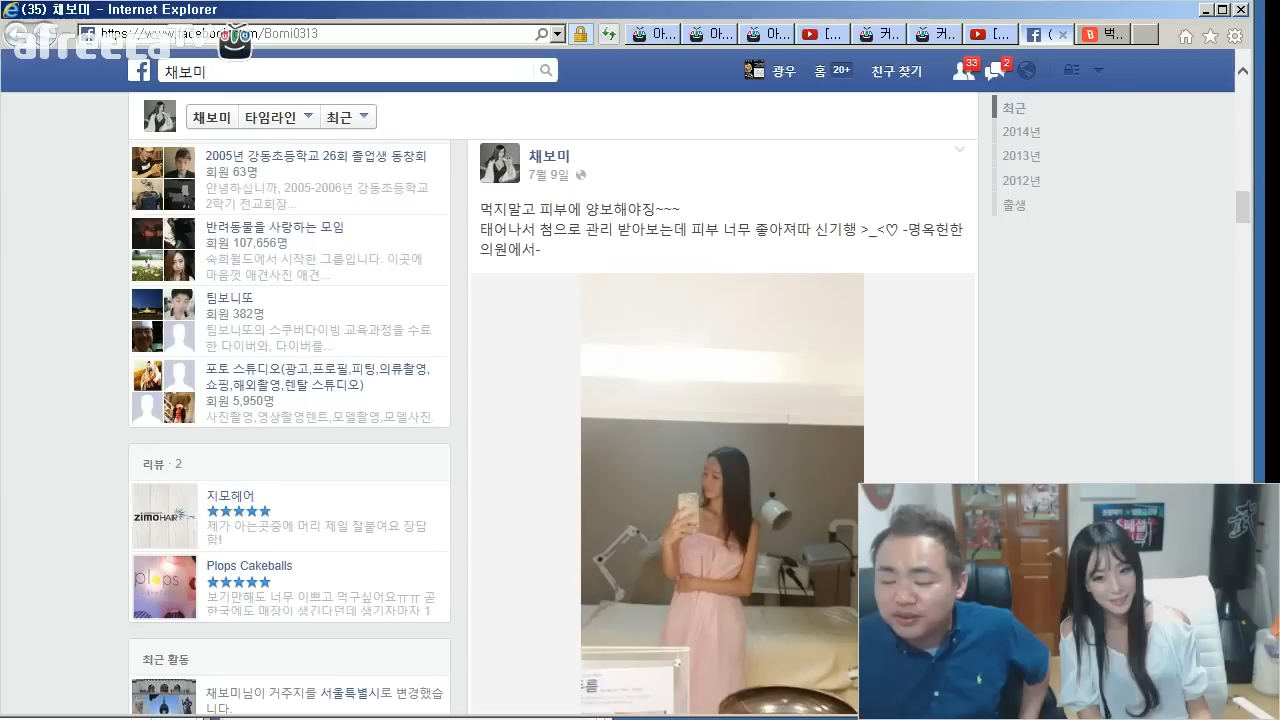 (35) 채보미 - Internet Explorer
afreecaTV
아...
아...
아...
[...
커...
커...
[...
(
벽...
채보미
광우
홈 20+
친구 찾기
33
2
채보미
타임라인
최근
2005년 강동초등학교 26회 졸업생 동창회
회원 63명
안녕하십니까, 2005-2006년 강동초등학교
2학기 전교회장...
반려동물을 사랑하는 모임
회원 107,656명
숙희월드에서 시작한 그룹입니다. 이곳에
마음껏 애견사진 애견...
팀보니또
회원 382명
팀보니또의 스쿠버다이빙 교육과정을 수료
한 다이버와, 다이버를...
포토 스튜디오(광고,프로필,피팅,의류촬영,
쇼핑,해외촬영,렌탈 스튜디오)
회원 5,950명
사진촬영,영상촬영렌트,모델촬영,모델사진.
리뷰 · 2
ZIMOHAIR
지모헤어
제가 아는곳중에 머리 제일 잘볶여요 장담
함!
plops
Plops Cakeballs
보기만해도 너무 이쁘고 먹구싶어요ㅠㅠ 곧
한국에도 매장이 생긴다던데 생기자마자 1
최근 활동
채보미님이 거주지를 서울특별시로 변경했습
니다.
채보미
7월 9일
먹지말고 피부에 양보해야징~~~
태어나서 첨으로 관리 받아보는데 피부 너무 좋아져따 신기행 >_<♡ -명옥헌한
의원에서-
최근
2014년
2013년
2012년
출생